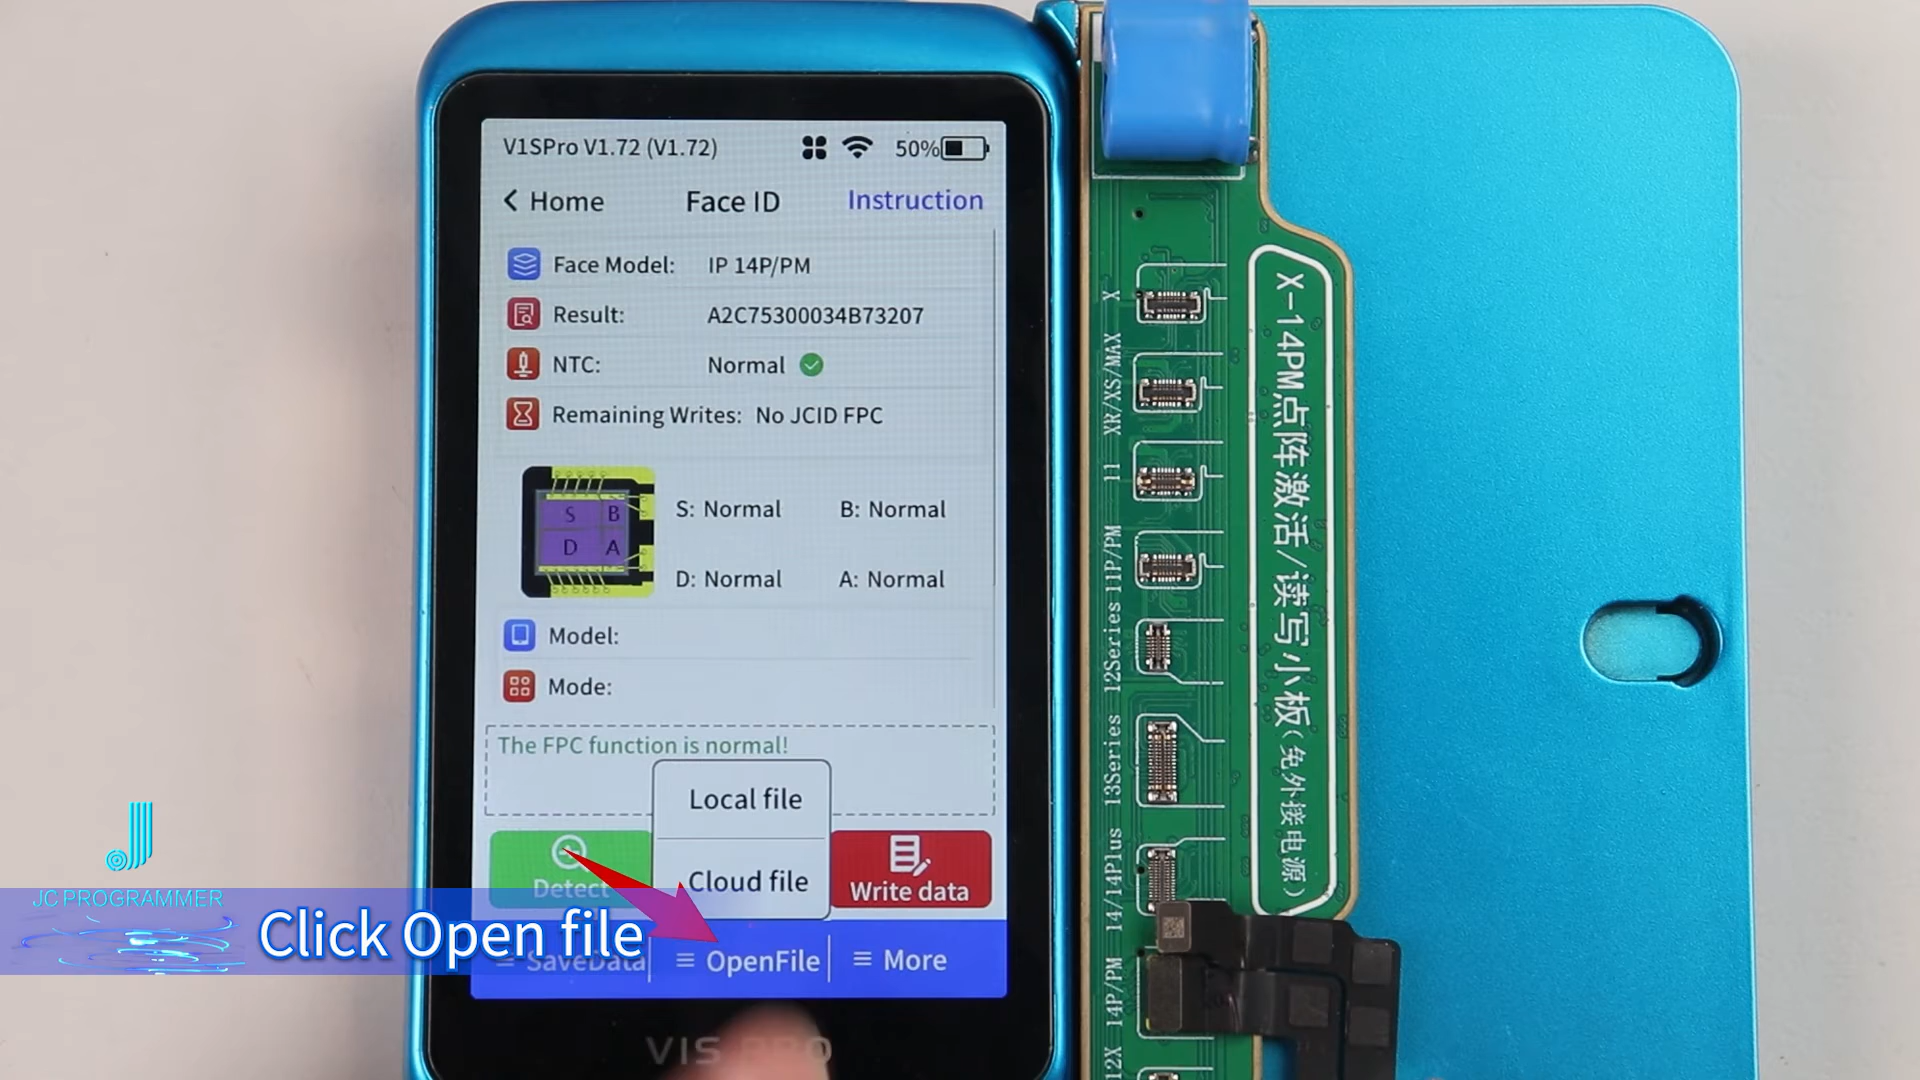 V1SPro V1.72 (V1.72)
50%
Home
Face ID
Instruction
Face Model: IP 14P/PM
Result: A2C75300034B73207
NTC: Normal
Remaining Writes: No JCID FPC
S B
D A
S: Normal
B: Normal
D: Normal
A: Normal
Model:
Mode:
The FPC function is normal!
Local file
Cloud file
Detect
Write data
SaveData
OpenFile
More
JC PROGRAMMER
Click Open file
X
XR/XS/MAX
11
11P/PM
12Series
13Series
14/14Plus
14P/PM
12X
X-14PM点阵激活/读写小板(免外接电源)